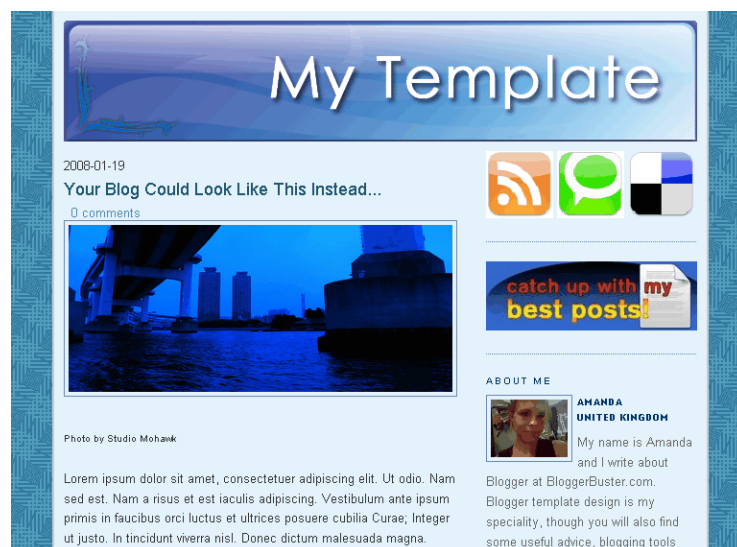 My Template
2008-01-19
Your Blog Could Look Like This Instead...
0 comments
Photo by Studio Mohawk
Lorem ipsum dolor sit amet, consectetuer adipiscing elit. Ut odio. Nam
sed est. Nam a risus et est iaculis adipiscing. Vestibulum ante ipsum
primis in faucibus orci luctus et ultrices posuere cubilia Curae; Integer
ut justo. In tincidunt viverra nisl. Donec dictum malesuada magna.
catch up with my
best posts!
ABOUT ME
AMANDA
UNITED KINGDOM
My name is Amanda
and I write about
Blogger at BloggerBuster.com.
Blogger template design is my
speciality, though you will also find
some useful advice, blogging tools